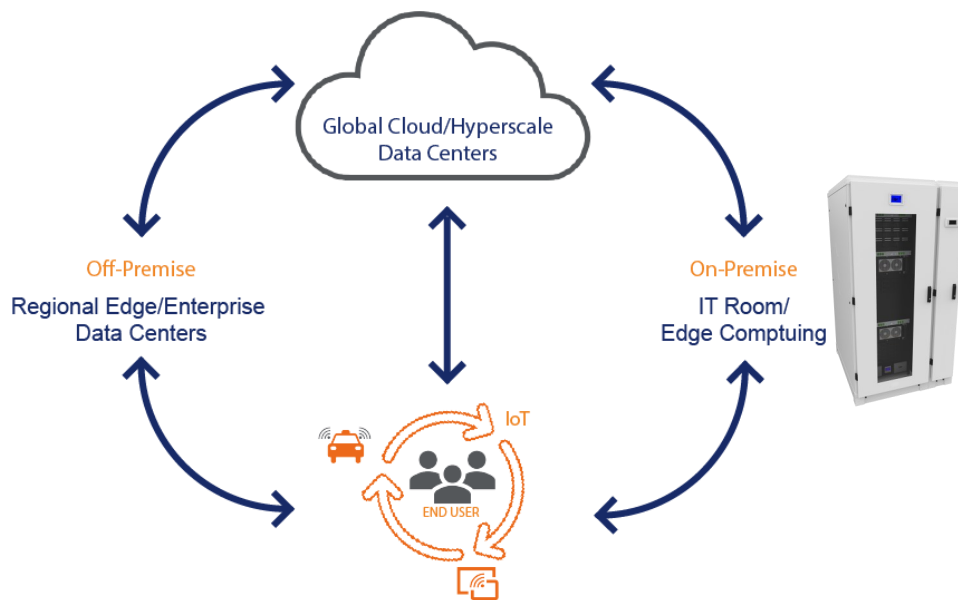 Global Cloud/Hyperscale
Data Centers
Off-Premise
Regional Edge/Enterprise
Data Centers
On-Premise
IT Room/
Edge Comptuing
IoT
END USER